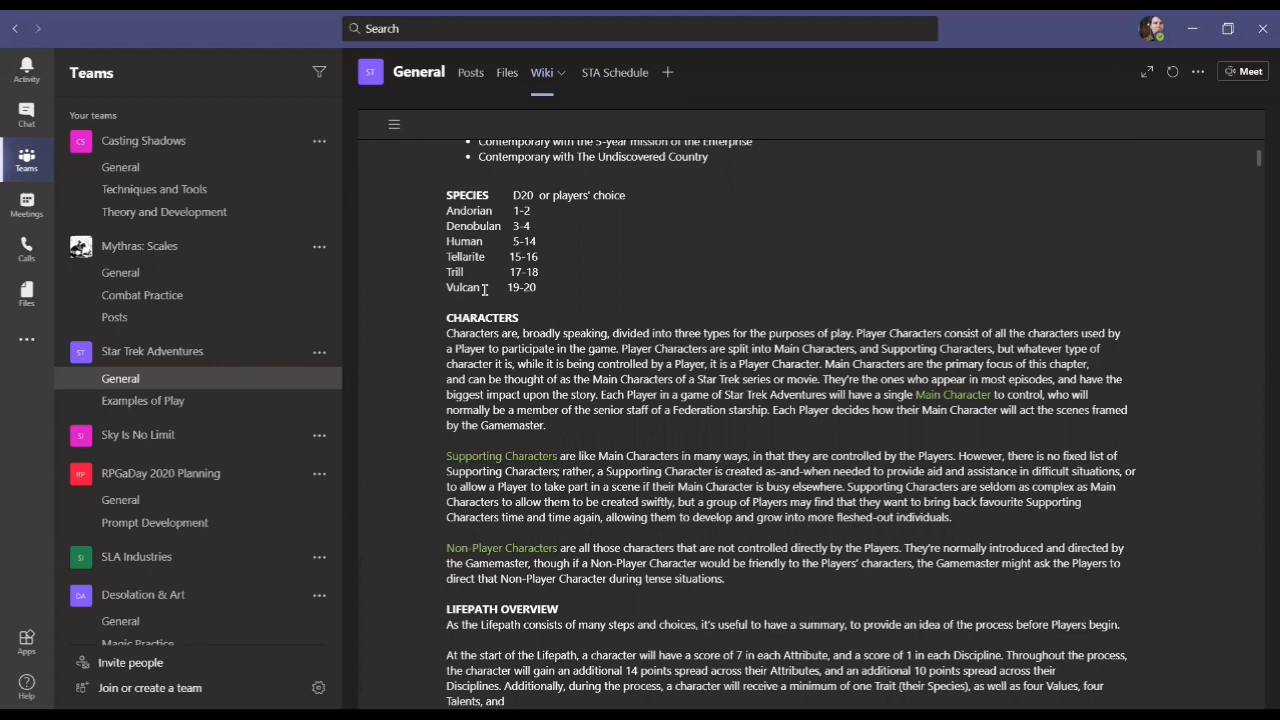 Search
Activity
Chat
Teams
Meetings
Calls
Files
Apps
Help
Teams
Your teams
CS Casting Shadows
General
Techniques and Tools
Theory and Development
Mythras: Scales
General
Combat Practice
Posts
ST Star Trek Adventures
General
Examples of Play
SI Sky Is No Limit
RP RPGaDay 2020 Planning
General
Prompt Development
SI SLA Industries
DA Desolation & Art
General
Magic Practice
Invite people
Join or create a team
ST General Posts Files Wiki STA Schedule Meet
• Contemporary with the 5-year mission of the Enterprise
• Contemporary with The Undiscovered Country
SPECIES D20 or players' choice
Andorian 1-2
Denobulan 3-4
Human 5-14
Tellarite 15-16
Trill 17-18
Vulcan 19-20
CHARACTERS
Characters are, broadly speaking, divided into three types for the purposes of play. Player Characters consist of all the characters used by
a Player to participate in the game. Player Characters are split into Main Characters, and Supporting Characters, but whatever type of
character it is, while it is being controlled by a Player, it is a Player Character. Main Characters are the primary focus of this chapter,
and can be thought of as the Main Characters of a Star Trek series or movie. They're the ones who appear in most episodes, and have the
biggest impact upon the story. Each Player in a game of Star Trek Adventures will have a single Main Character to control, who will
normally be a member of the senior staff of a Federation starship. Each Player decides how their Main Character will act the scenes framed
by the Gamemaster.
Supporting Characters are like Main Characters in many ways, in that they are controlled by the Players. However, there is no fixed list of
Supporting Characters; rather, a Supporting Character is created as-and-when needed to provide aid and assistance in difficult situations, or
to allow a Player to take part in a scene if their Main Character is busy elsewhere. Supporting Characters are seldom as complex as Main
Characters to allow them to be created swiftly, but a group of Players may find that they want to bring back favourite Supporting
Characters time and time again, allowing them to develop and grow into more fleshed-out individuals.
Non-Player Characters are all those characters that are not controlled directly by the Players. They're normally introduced and directed by
the Gamemaster, though if a Non-Player Character would be friendly to the Players' characters, the Gamemaster might ask the Players to
direct that Non-Player Character during tense situations.
LIFEPATH OVERVIEW
As the Lifepath consists of many steps and choices, it's useful to have a summary, to provide an idea of the process before Players begin.
At the start of the Lifepath, a character will have a score of 7 in each Attribute, and a score of 1 in each Discipline. Throughout the process,
the character will gain an additional 14 points spread across their Attributes, and an additional 10 points spread across their
Disciplines. Additionally, during the process, a character will receive a minimum of one Trait (their Species), as well as four Values, four
Talents, and